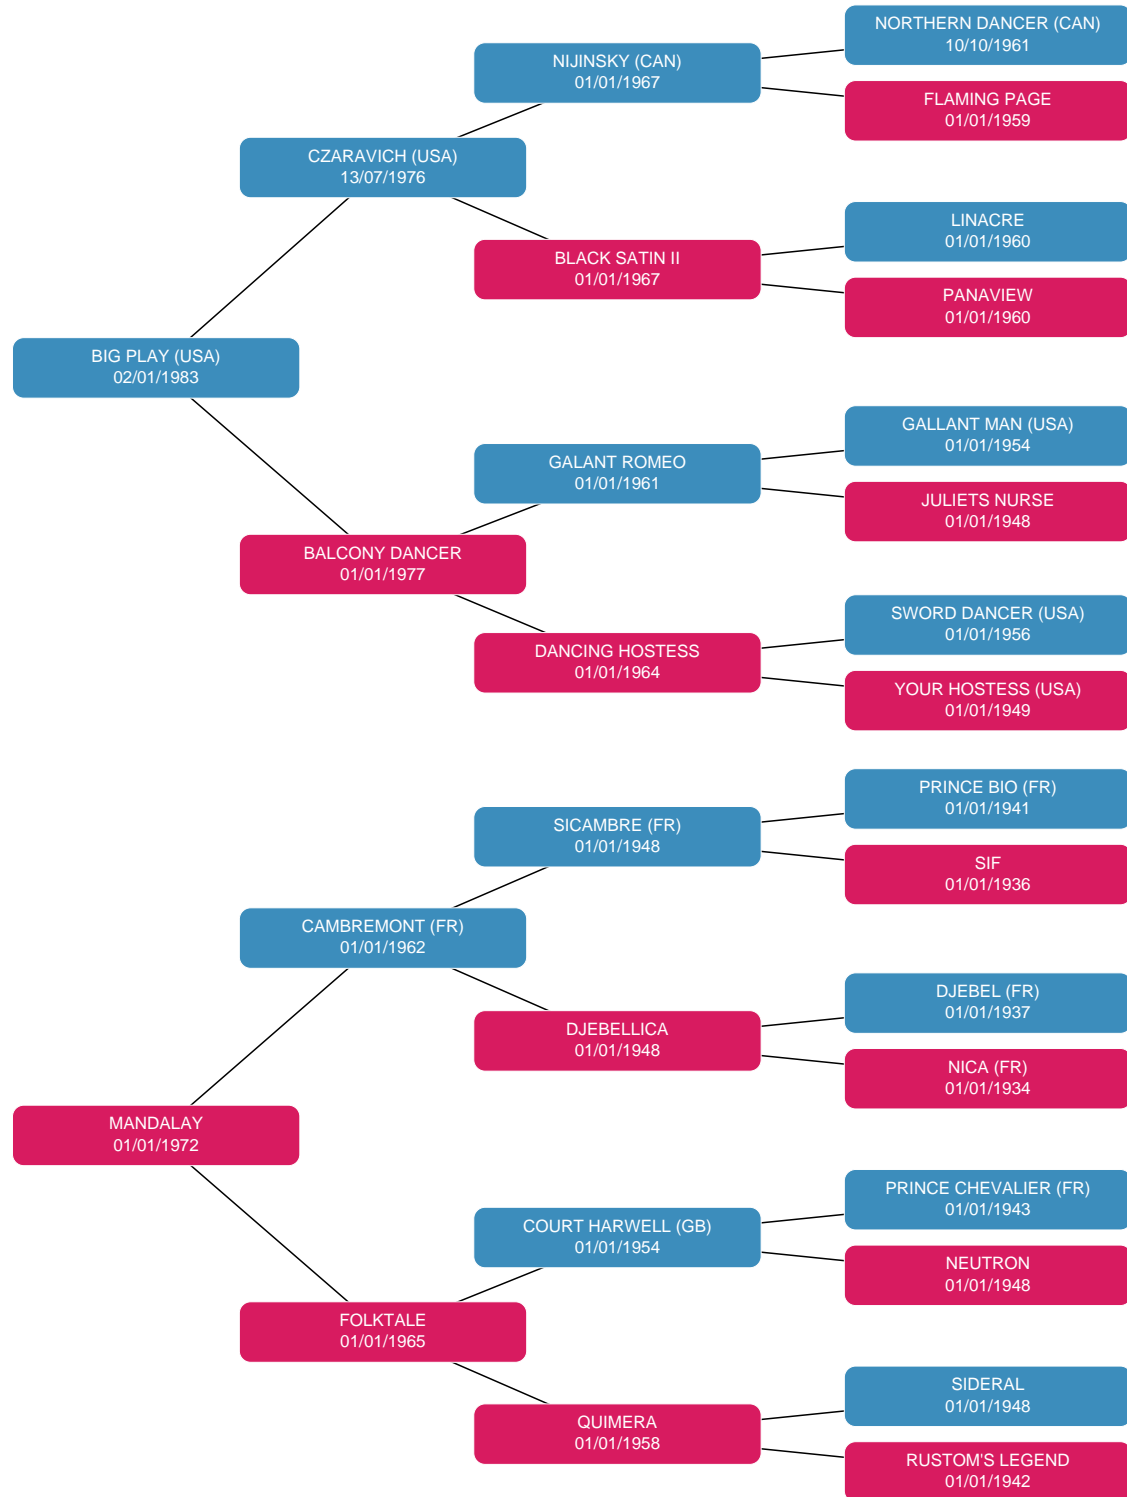 NORTHERN DANCER (CAN)
10/10/1961
NIJINSKY (CAN)
01/01/1967
FLAMING PAGE
01/01/1959
CZARAVICH (USA)
13/07/1976
LINACRE
01/01/1960
BLACK SATIN II
01/01/1967
PANAVIEW
01/01/1960
BIG PLAY (USA)
02/01/1983
GALLANT MAN (USA)
01/01/1954
GALANT ROMEO
01/01/1961
JULIETS NURSE
01/01/1948
BALCONY DANCER
01/01/1977
SWORD DANCER (USA)
01/01/1956
DANCING HOSTESS
01/01/1964
YOUR HOSTESS (USA)
01/01/1949
PRINCE BIO (FR)
01/01/1941
SICAMBRE (FR)
01/01/1948
SIF
01/01/1936
CAMBREMONT (FR)
01/01/1962
DJEBEL (FR)
01/01/1937
DJEBELLICA
01/01/1948
NICA (FR)
01/01/1934
MANDALAY
01/01/1972
PRINCE CHEVALIER (FR)
01/01/1943
COURT HARWELL (GB)
01/01/1954
NEUTRON
01/01/1948
FOLKTALE
01/01/1965
SIDERAL
01/01/1948
QUIMERA
01/01/1958
RUSTOM'S LEGEND
01/01/1942